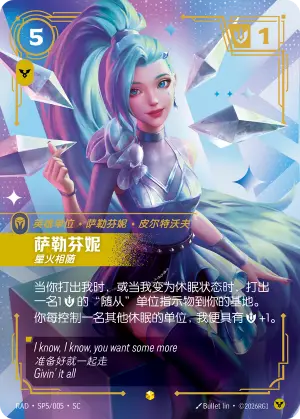 5
1
英雄单位·萨勒芬妮·皮尔特沃夫
萨勒芬妮
星火相随
当你打出我时,或当我变为休眠状态时,打出
一名1的“随从”单位指示物到你的基地。
你每控制一名其他休眠的单位,我便具有+1。
I know, I know, you want some more
准备好就一起走
Givin' it all
RAD • SP5/005 • SC
Bullet lin • ©2026RGI